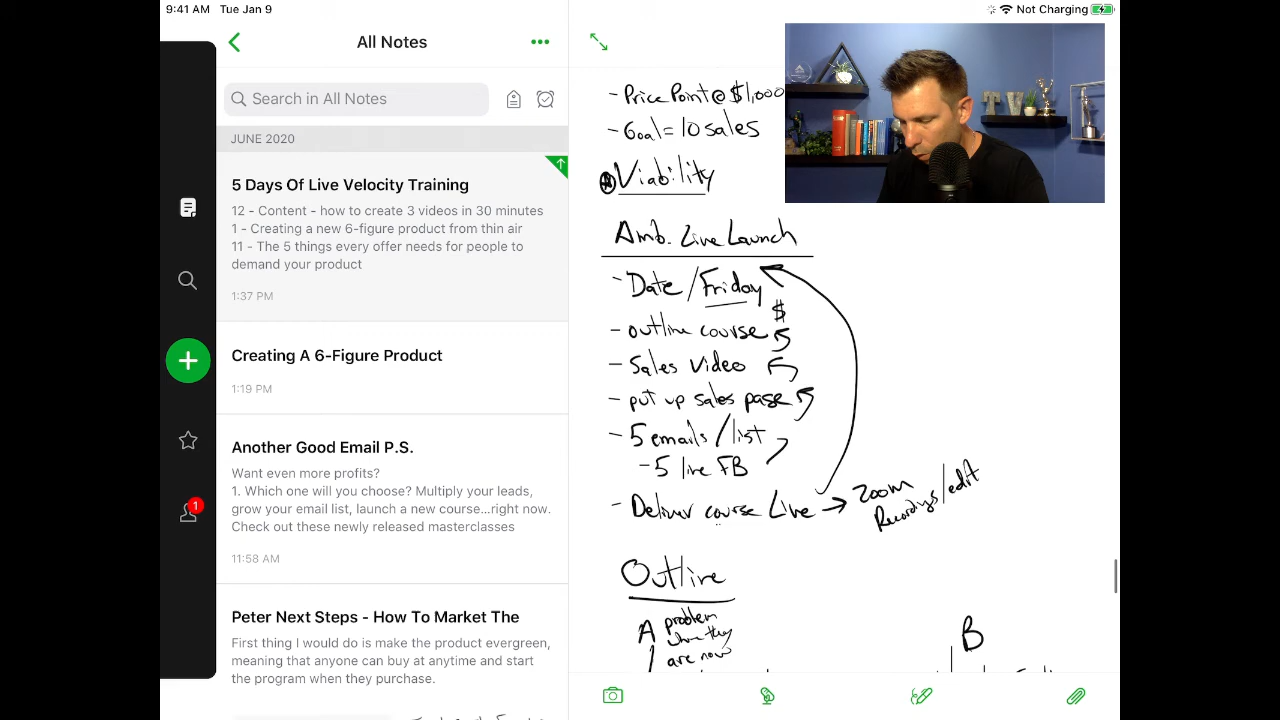 9:41 AM Tue Jan 9
Not Charging
All Notes
Search in All Notes
JUNE 2020
5 Days Of Live Velocity Training
12 - Content - how to create 3 videos in 30 minutes
1 - Creating a new 6-figure product from thin air
11 - The 5 things every offer needs for people to
demand your product
1:37 PM
Creating A 6-Figure Product
1:19 PM
Another Good Email P.S.
Want even more profits?
1. Which one will you choose? Multiply your leads,
grow your email list, launch a new course...right now.
Check out these newly released masterclasses
11:58 AM
Peter Next Steps - How To Market The
First thing I would do is make the product evergreen,
meaning that anyone can buy at anytime and start
the program when they purchase.
1
- Price Point @ $1,000
- Goal = 10 sales
Viability
Amb. Live Launch
- Date / Friday
$
- outline course
- Sales Video
- put up sales page
- 5 emails / list
- 5 live FB
- Deliver course Live → Zoom
Recordings/edit
Outline
A problem
where they
are now
B
TV